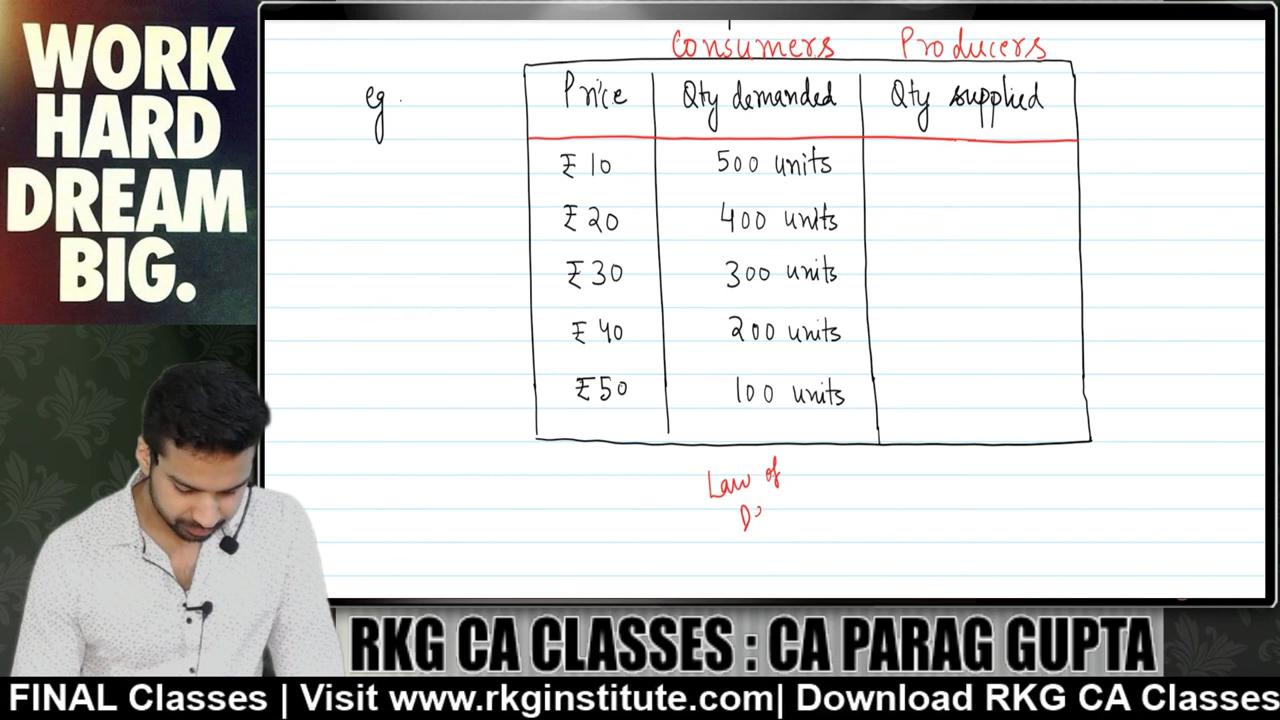 WORK
HARD
DREAM
BIG.
Consumers Producers
eg.
Price Qty demanded Qty supplied
₹10 500 units
₹20 400 units
₹30 300 units
₹40 200 units
₹50 100 units
Law of
D'
RKG CA CLASSES : CA PARAG GUPTA
FINAL Classes | Visit www.rkginstitute.com| Download RKG CA Classes